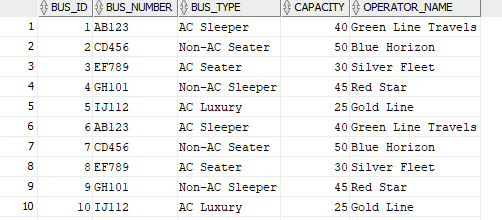 BUS_ID BUS_NUMBER BUS_TYPE CAPACITY OPERATOR_NAME
1 1 AB123 AC Sleeper 40 Green Line Travels
2 2 CD456 Non-AC Seater 50 Blue Horizon
3 3 EF789 AC Seater 30 Silver Fleet
4 4 GH101 Non-AC Sleeper 45 Red Star
5 5 IJ112 AC Luxury 25 Gold Line
6 6 AB123 AC Sleeper 40 Green Line Travels
7 7 CD456 Non-AC Seater 50 Blue Horizon
8 8 EF789 AC Seater 30 Silver Fleet
9 9 GH101 Non-AC Sleeper 45 Red Star
10 10 IJ112 AC Luxury 25 Gold Line